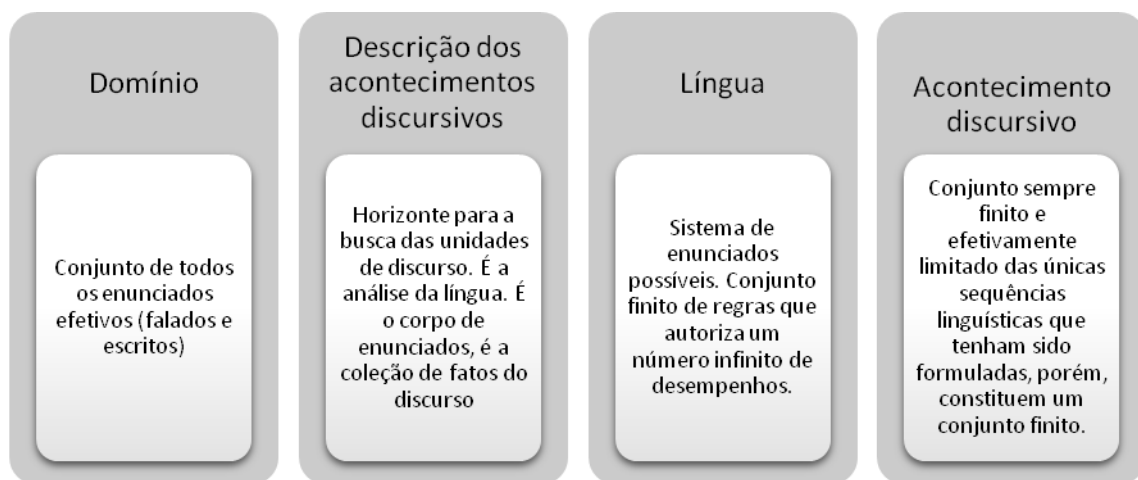 Domínio
Conjunto de todos
os enunciados
efetivos (falados e
escritos)
Descrição dos
acontecimentos
discursivos
Horizonte para a
busca das unidades
de discurso. É a
análise da língua. É
o corpo de
enunciados, é a
coleção de fatos do
discurso
Língua
Sistema de
enunciados
possíveis. Conjunto
finito de regras que
autoriza um
número infinito de
desempenhos.
Acontecimento
discursivo
Conjunto sempre
finito e
efetivamente
limitado das únicas
sequências
linguísticas que
tenham sido
formuladas, porém,
constituem um
conjunto finito.